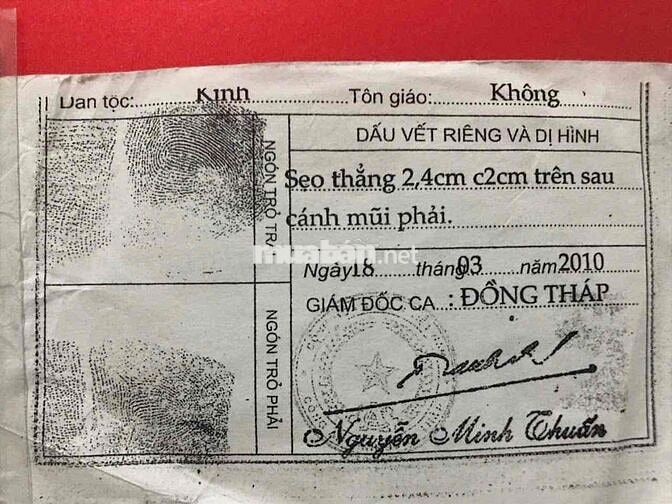 Dan tộc: Kinh Tôn giáo: Không
NGÓN TRỎ TRÁI
DẤU VẾT RIÊNG VÀ DỊ HÌNH
Sẹo thẳng 2,4cm c2cm trên sau
cánh mũi phải.
muaban.net
Ngày 18 tháng 03 năm 2010
GIÁM ĐỐC CA : ĐỒNG THÁP
NGÓN TRỎ PHẢI
Nguyễn Minh Thuấn